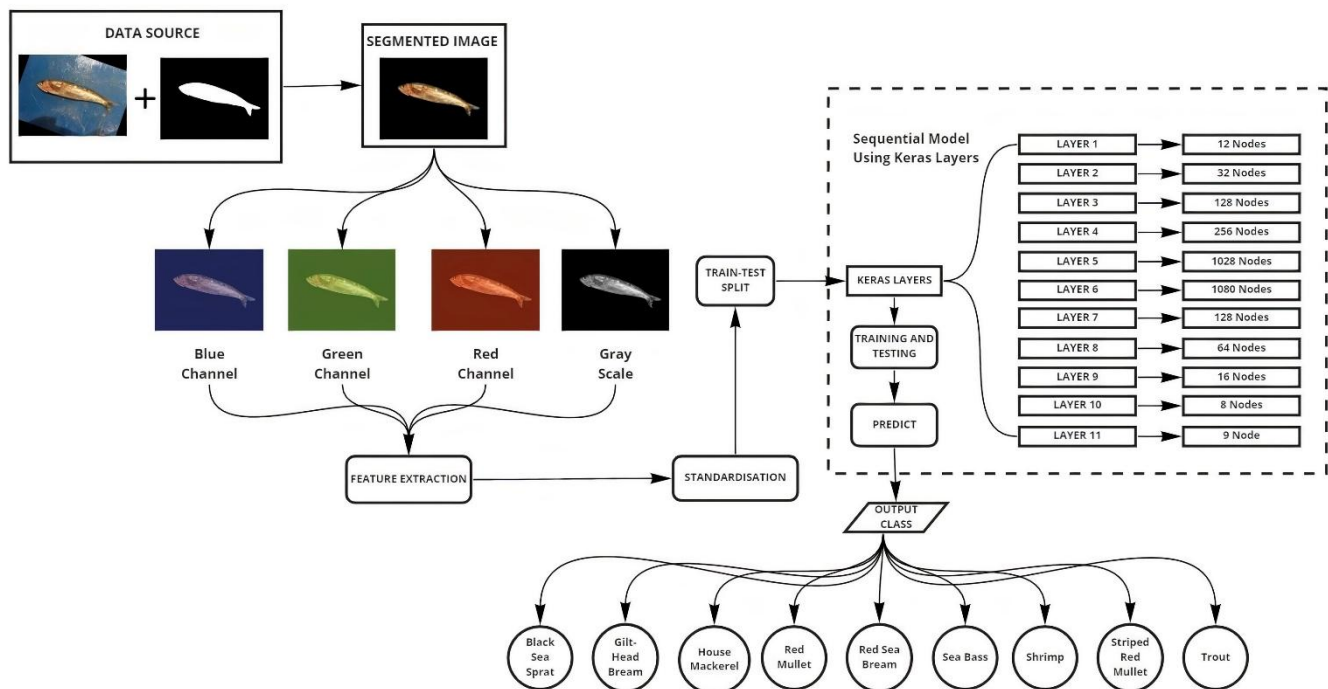 DATA SOURCE
+
SEGMENTED IMAGE
Blue
Channel
Green
Channel
Red
Channel
Gray
Scale
FEATURE EXTRACTION
STANDARDISATION
TRAIN-TEST
SPLIT
Sequential Model
Using Keras Layers
KERAS LAYERS
TRAINING AND
TESTING
PREDICT
LAYER 1
12 Nodes
LAYER 2
32 Nodes
LAYER 3
128 Nodes
LAYER 4
256 Nodes
LAYER 5
1028 Nodes
LAYER 6
1080 Nodes
LAYER 7
128 Nodes
LAYER 8
64 Nodes
LAYER 9
16 Nodes
LAYER 10
8 Nodes
LAYER 11
9 Node
OUTPUT
CLASS
Black
Sea
Sprat
Gilt-
Head
Bream
House
Mackerel
Red
Mullet
Red Sea
Bream
Sea Bass
Shrimp
Striped
Red
Mullet
Trout